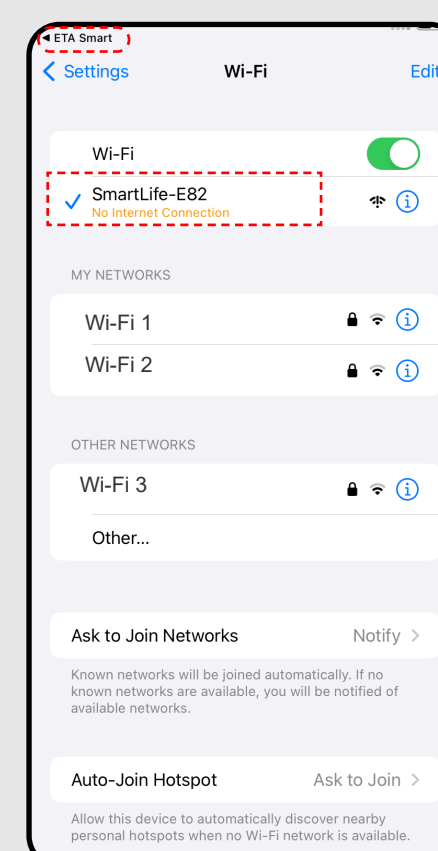 ◀ ETA Smart
Settings Wi-Fi Edit
Wi-Fi
SmartLife-E82
No Internet Connection
MY NETWORKS
Wi-Fi 1
Wi-Fi 2
OTHER NETWORKS
Wi-Fi 3
Other...
Ask to Join Networks Notify >
Known networks will be joined automatically. If no
known networks are available, you will be notified of
available networks.
Auto-Join Hotspot Ask to Join >
Allow this device to automatically discover nearby
personal hotspots when no Wi-Fi network is available.